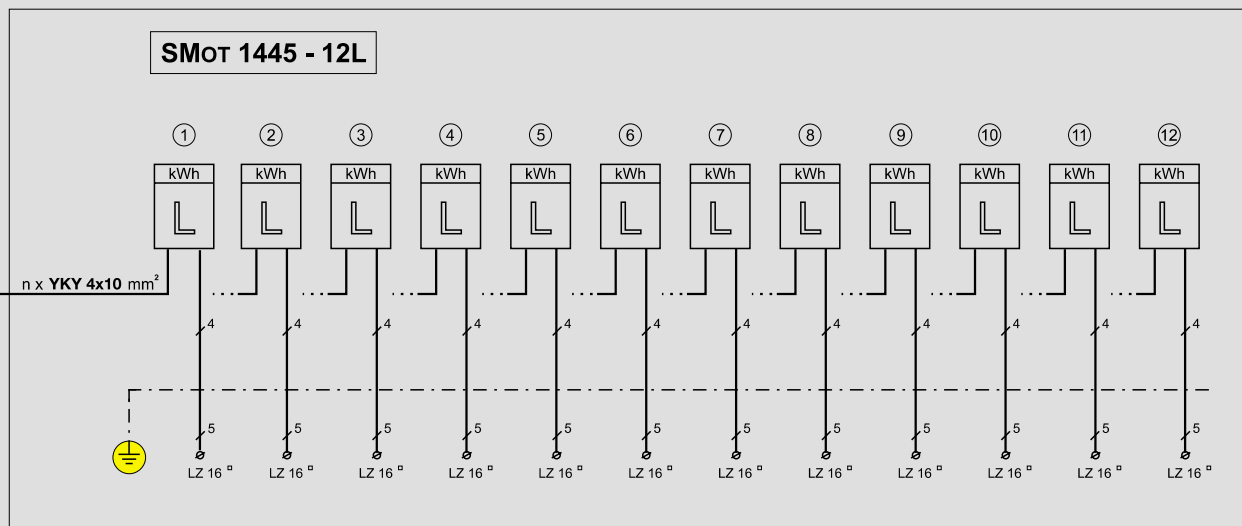 SMOT 1445 - 12L
1 2 3 4 5 6 7 8 9 10 11 12
kWh kWh kWh kWh kWh kWh kWh kWh kWh kWh kWh kWh
L L L L L L L L L L L L
n x YKY 4x10 mm²
4 4 4 4 4 4 4 4 4 4 4 4
5 5 5 5 5 5 5 5 5 5 5 5
LZ 16 LZ 16 LZ 16 LZ 16 LZ 16 LZ 16 LZ 16 LZ 16 LZ 16 LZ 16 LZ 16 LZ 16